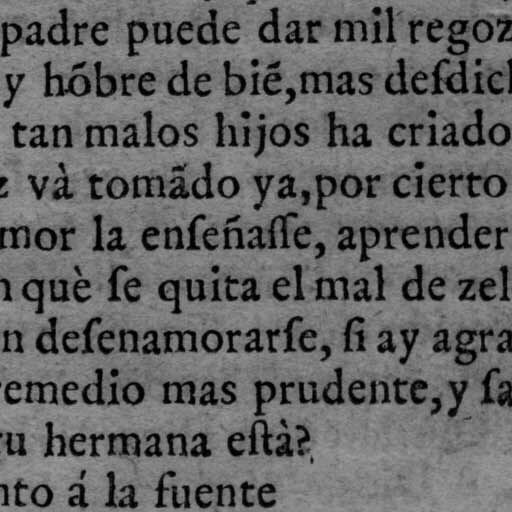 padre puede dar mil regoz
y hõbre de biẽ,mas deſdich
tan malos hijos ha criado
z và tomãdo ya,por cierto
mor la enſeñaſſe, aprender
n què ſe quita el mal de zel
n deſenamorarſe, ſi ay agra
remedio mas prudente,y ſa
ru hermana eſtà?
nto á la fuente